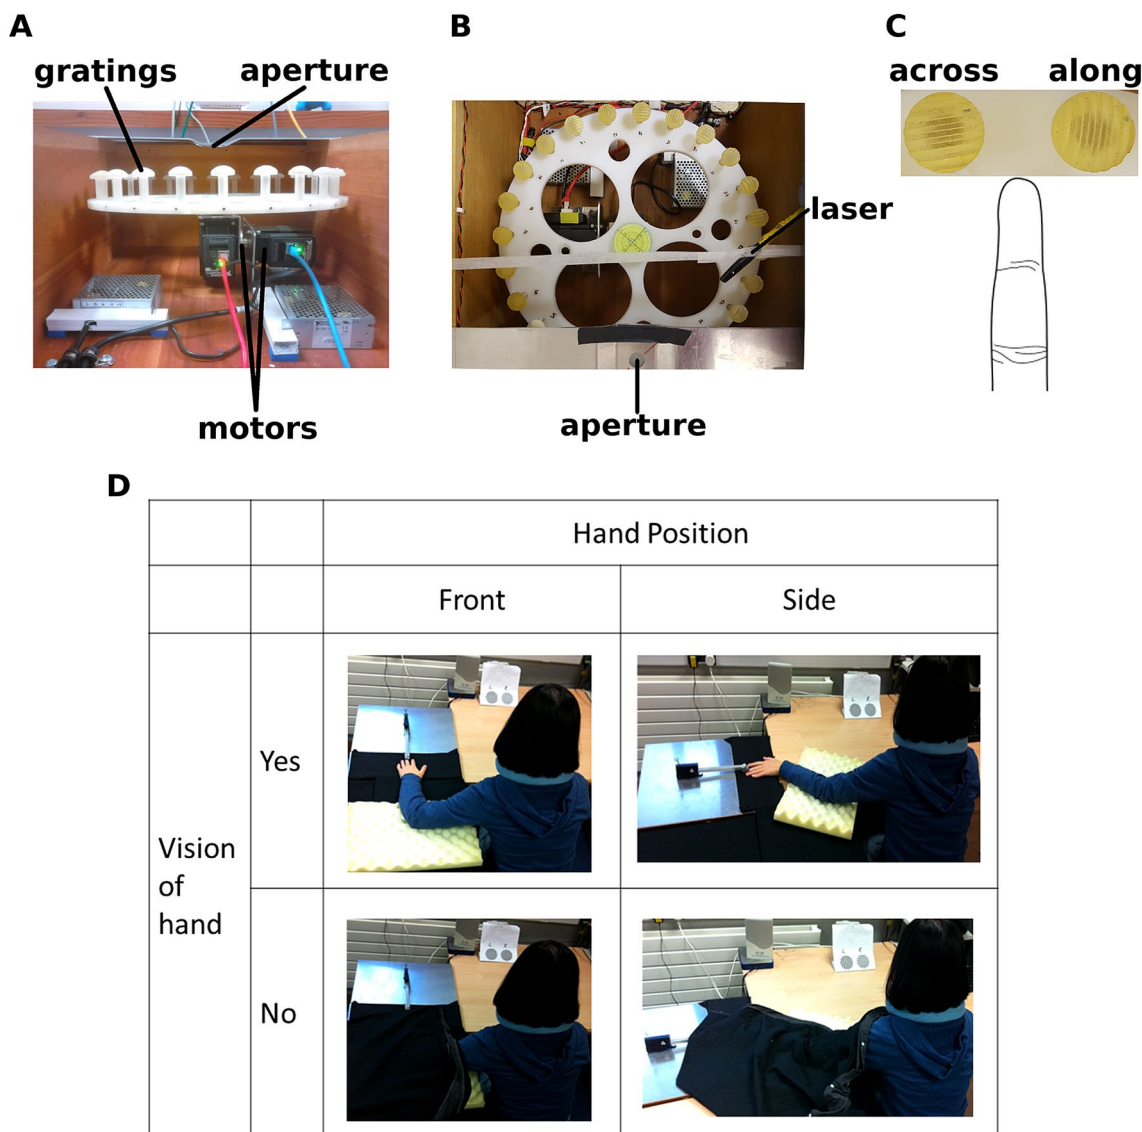 A
B
C
gratings
aperture
across
along
laser
motors
aperture
D
Hand Position
Front
Side
Yes
Vision
of
hand
No